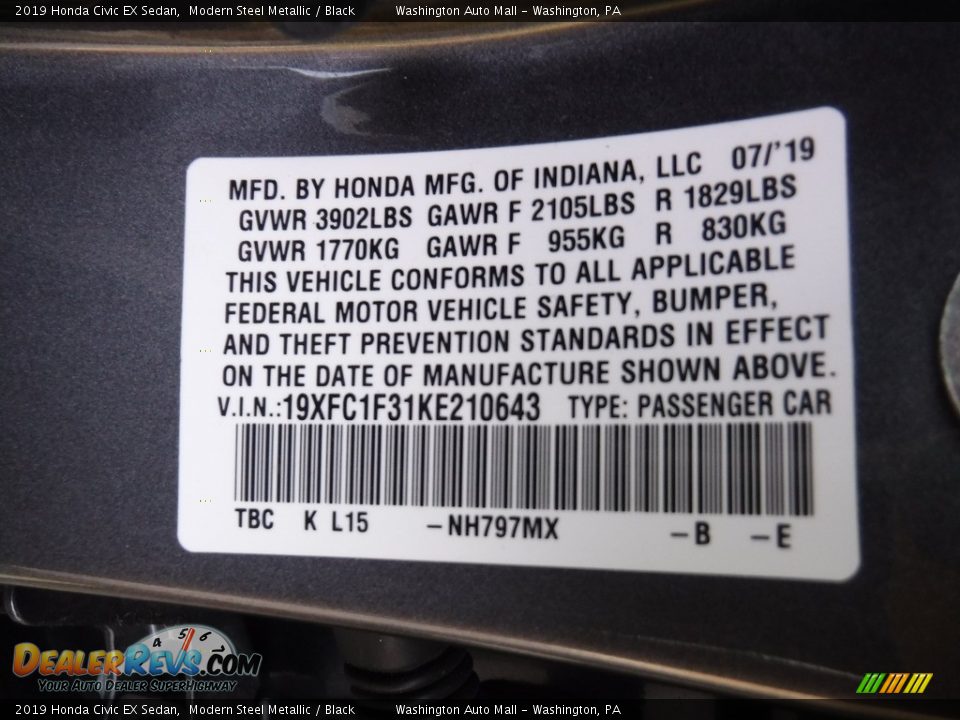 2019 Honda Civic EX Sedan, Modern Steel Metallic / Black Washington Auto Mall - Washington, PA
MFD. BY HONDA MFG. OF INDIANA, LLC 07/'19
GVWR 3902LBS GAWR F 2105LBS R 1829LBS
GVWR 1770KG GAWR F 955KG R 830KG
THIS VEHICLE CONFORMS TO ALL APPLICABLE
FEDERAL MOTOR VEHICLE SAFETY, BUMPER,
AND THEFT PREVENTION STANDARDS IN EFFECT
ON THE DATE OF MANUFACTURE SHOWN ABOVE.
V.I.N.:19XFC1F31KE210643 TYPE: PASSENGER CAR
TBC K L15 -NH797MX -B -E
4 5 6
DEALERREVS.COM
YOUR AUTO DEALER SUPERHIGHWAY
2019 Honda Civic EX Sedan, Modern Steel Metallic / Black Washington Auto Mall - Washington, PA